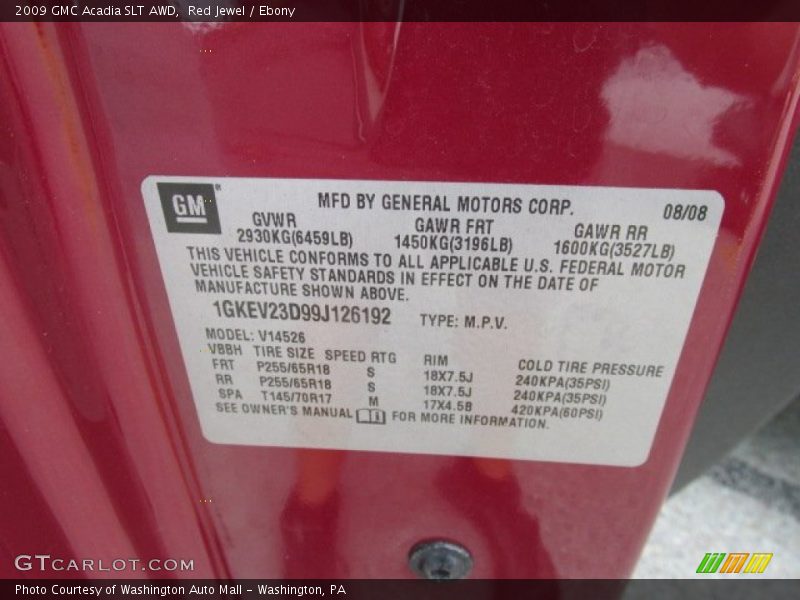 2009 GMC Acadia SLT AWD,  Red Jewel / Ebony
GM
MFD BY GENERAL MOTORS CORP. 08/08
GVWR GAWR FRT GAWR RR
2930KG(6459LB) 1450KG(3196LB) 1600KG(3527LB)
THIS VEHICLE CONFORMS TO ALL APPLICABLE U.S. FEDERAL MOTOR
VEHICLE SAFETY STANDARDS IN EFFECT ON THE DATE OF
MANUFACTURE SHOWN ABOVE.
1GKEV23D99J126192 TYPE: M.P.V.
MODEL: V14526
VBBH TIRE SIZE SPEED RTG RIM COLD TIRE PRESSURE
FRT P255/65R18 S 18X7.5J 240KPA(35PSI)
RR P255/65R18 S 18X7.5J 240KPA(35PSI)
SPA T145/70R17 M 17X4.5B 420KPA(60PSI)
SEE OWNER'S MANUAL FOR MORE INFORMATION.
GTCARLOT.COM
Photo Courtesy of Washington Auto Mall - Washington, PA